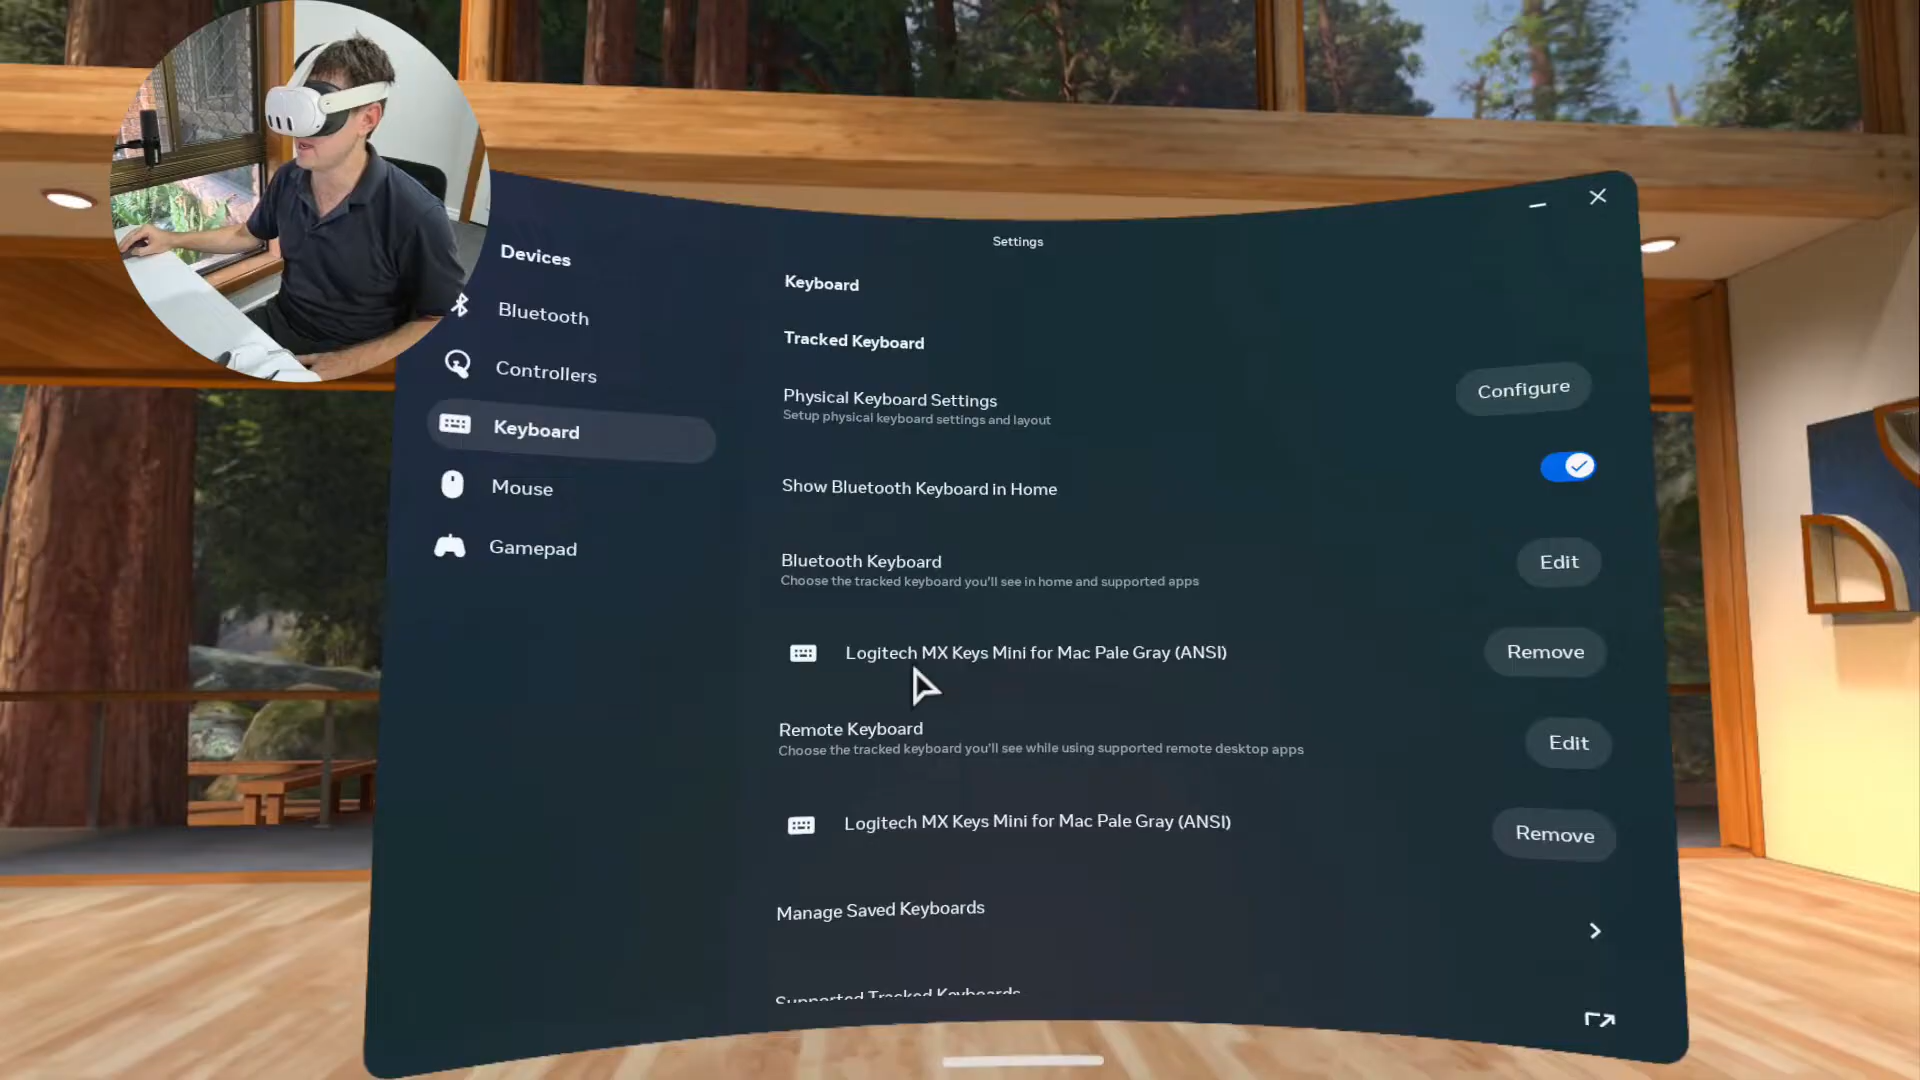 Settings
Devices
Bluetooth
Controllers
Keyboard
Mouse
Gamepad
Keyboard
Tracked Keyboard
Physical Keyboard Settings
Setup physical keyboard settings and layout
Configure
Show Bluetooth Keyboard in Home
Bluetooth Keyboard
Choose the tracked keyboard you'll see in home and supported apps
Edit
Logitech MX Keys Mini for Mac Pale Gray (ANSI)
Remove
Remote Keyboard
Choose the tracked keyboard you'll see while using supported remote desktop apps
Edit
Logitech MX Keys Mini for Mac Pale Gray (ANSI)
Remove
Manage Saved Keyboards
Supported Tracked Keyboards